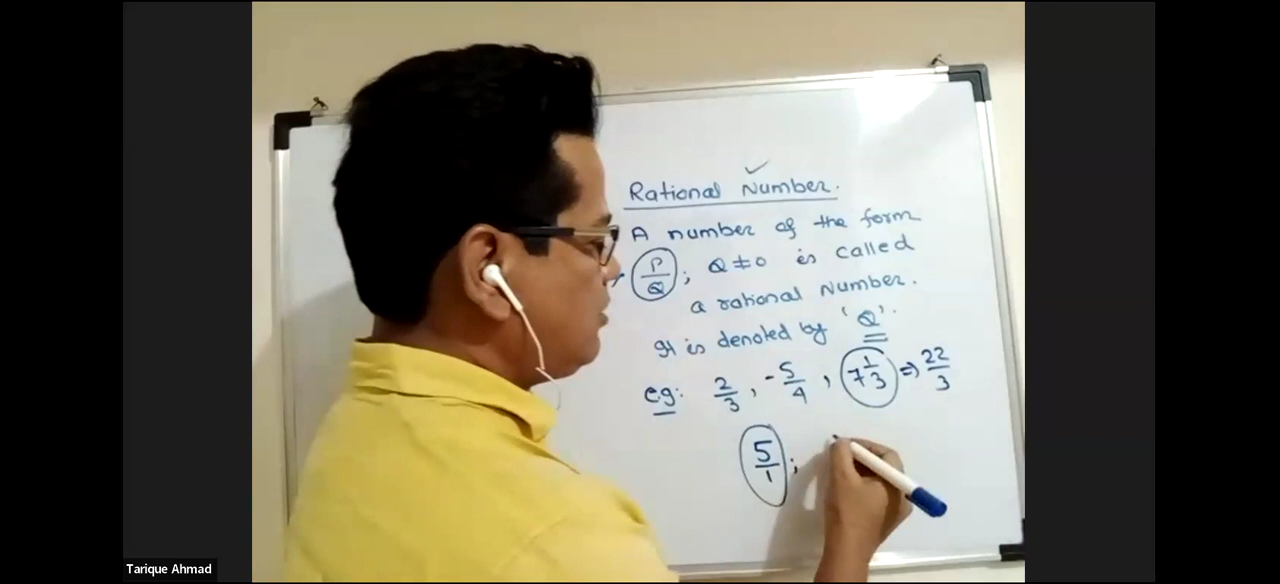 Rational Number.
A number of the form
P/Q ; Q ≠ 0 is called
a rational Number.
It is denoted by 'Q'.
e.g: 2/3 , -5/4 , 7 1/3 ⇒ 22/3
5/1 ;
Tarique Ahmad